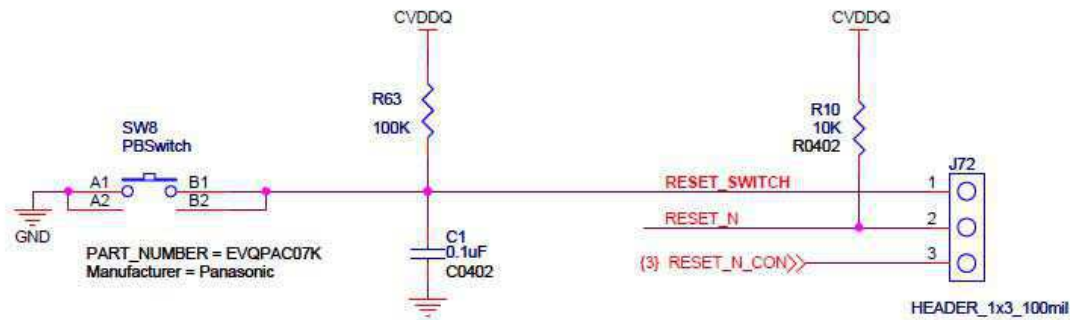 CVDDQ
CVDDQ
R63
100K
R10
10K
R0402
SW8
PBSwitch
J72
A1
B1
A2
B2
RESET_SWITCH
1
RESET_N
2
GND
C1
0.1uF
C0402
PART_NUMBER = EVQPAC07K
Manufacturer = Panasonic
{3} RESET_N_CON
3
HEADER_1x3_100mil